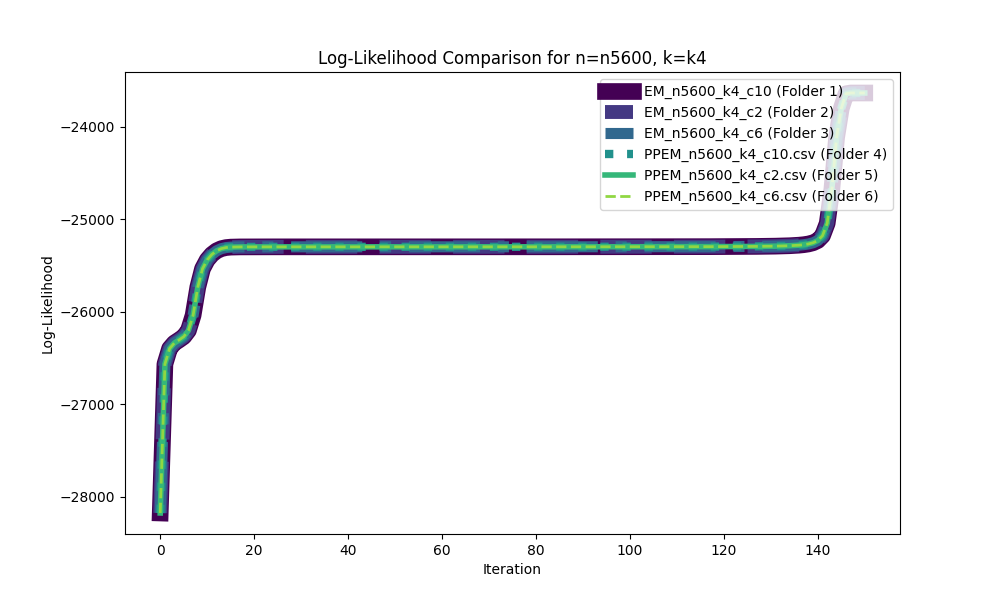 Log-Likelihood Comparison for n=n5600, k=k4
EM_n5600_k4_c10 (Folder 1)
EM_n5600_k4_c2 (Folder 2)
EM_n5600_k4_c6 (Folder 3)
PPEM_n5600_k4_c10.csv (Folder 4)
PPEM_n5600_k4_c2.csv (Folder 5)
PPEM_n5600_k4_c6.csv (Folder 6)
Log-Likelihood
−24000
−25000
−26000
−27000
−28000
0 20 40 60 80 100 120 140
Iteration